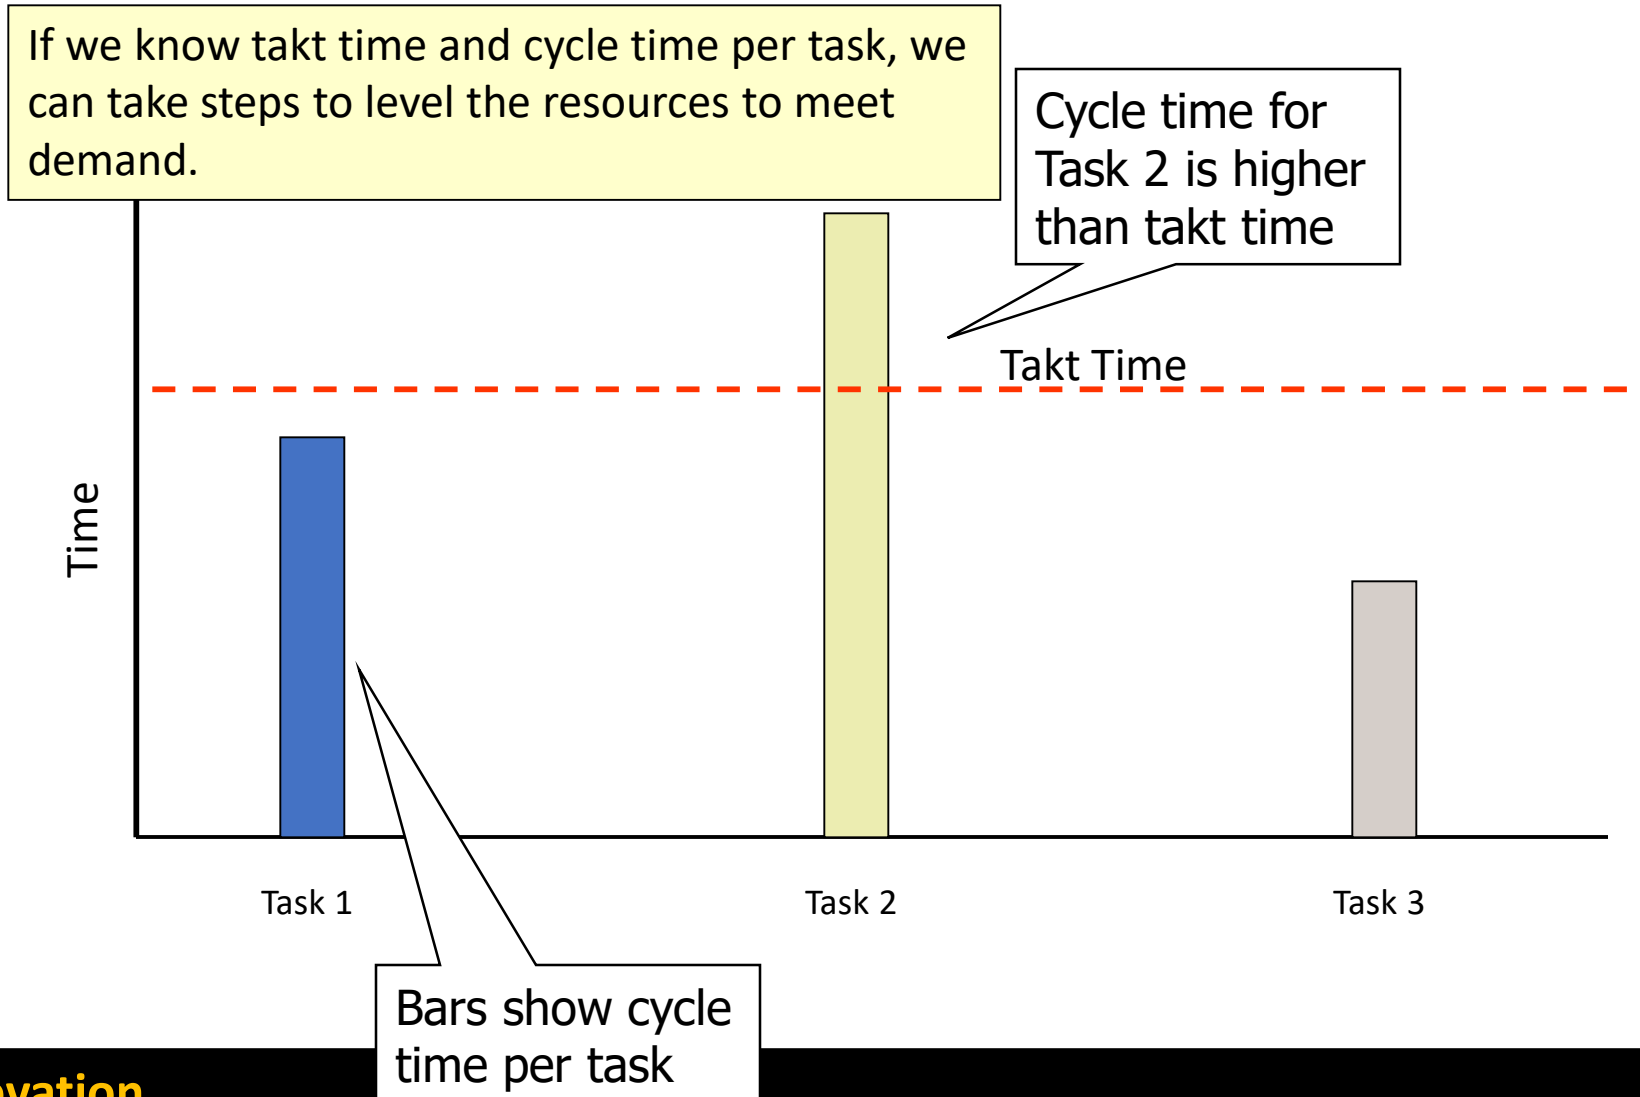 If we know takt time and cycle time per task, we
can take steps to level the resources to meet
demand.
Cycle time for
Task 2 is higher
than takt time
Takt Time
Time
Task 1
Task 2
Task 3
Bars show cycle
time per task